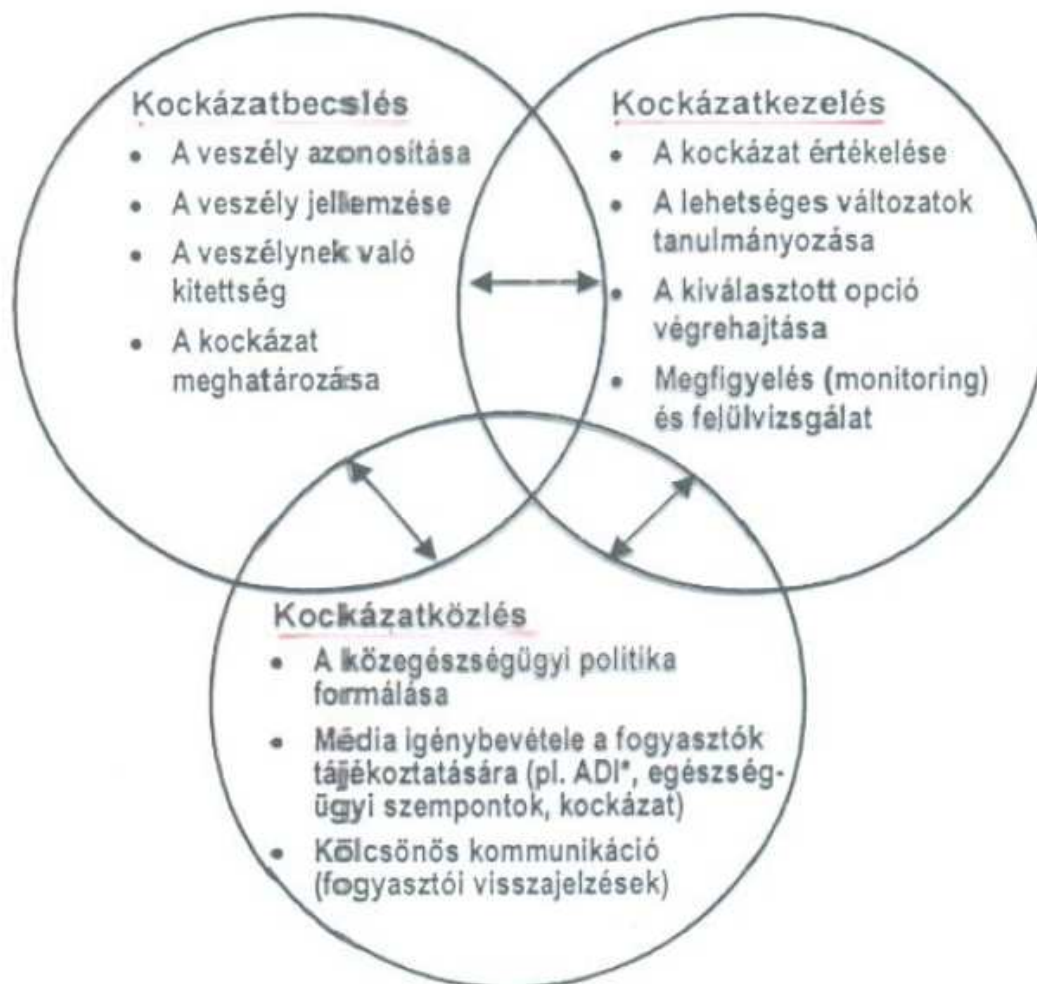 Kockázatbecslés
• A veszély azonosítása
• A veszély jellemzése
• A veszélynek való
kitettség
• A kockázat
meghatározása
Kockázatkezelés
• A kockázat értékelése
• A lehetséges változatok
tanulmányozása
• A kiválasztott opció
végrehajtása
• Megfigyelés (monitoring)
és felülvizsgálat
Kockázatközlés
• A közegészségügyi politika
formálása
• Média igénybevétele a fogyasztók
tájékoztatására (pl. ADI*, egészség-
ügyi szempontok, kockázat)
• Kölcsönös kommunikáció
(fogyasztói visszajelzések)